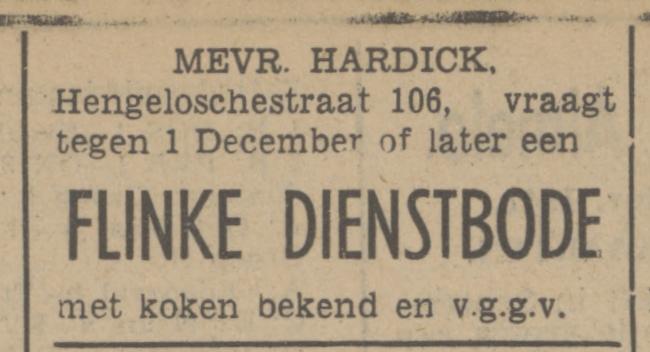 MEVR. HARDICK,
Hengeloschestraat 106, vraagt
tegen 1 December of later een
FLINKE DIENSTBODE
met koken bekend en v.g.g.v.